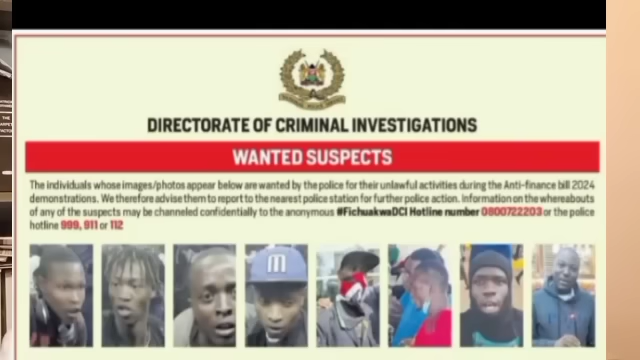 DIRECTORATE OF CRIMINAL INVESTIGATIONS
WANTED SUSPECTS
The individuals whose images/photos appear below are wanted by the police for their unlawful activities during the Anti-finance bill 2024
demonstrations. We therefore advise them to report to the nearest police station for further police action. Information on the whereabouts
of any of the suspects may be channeled confidentially to the anonymous #FichuakwaDCI Hotline number 0800722203 or the police
hotline 999, 911 or 112